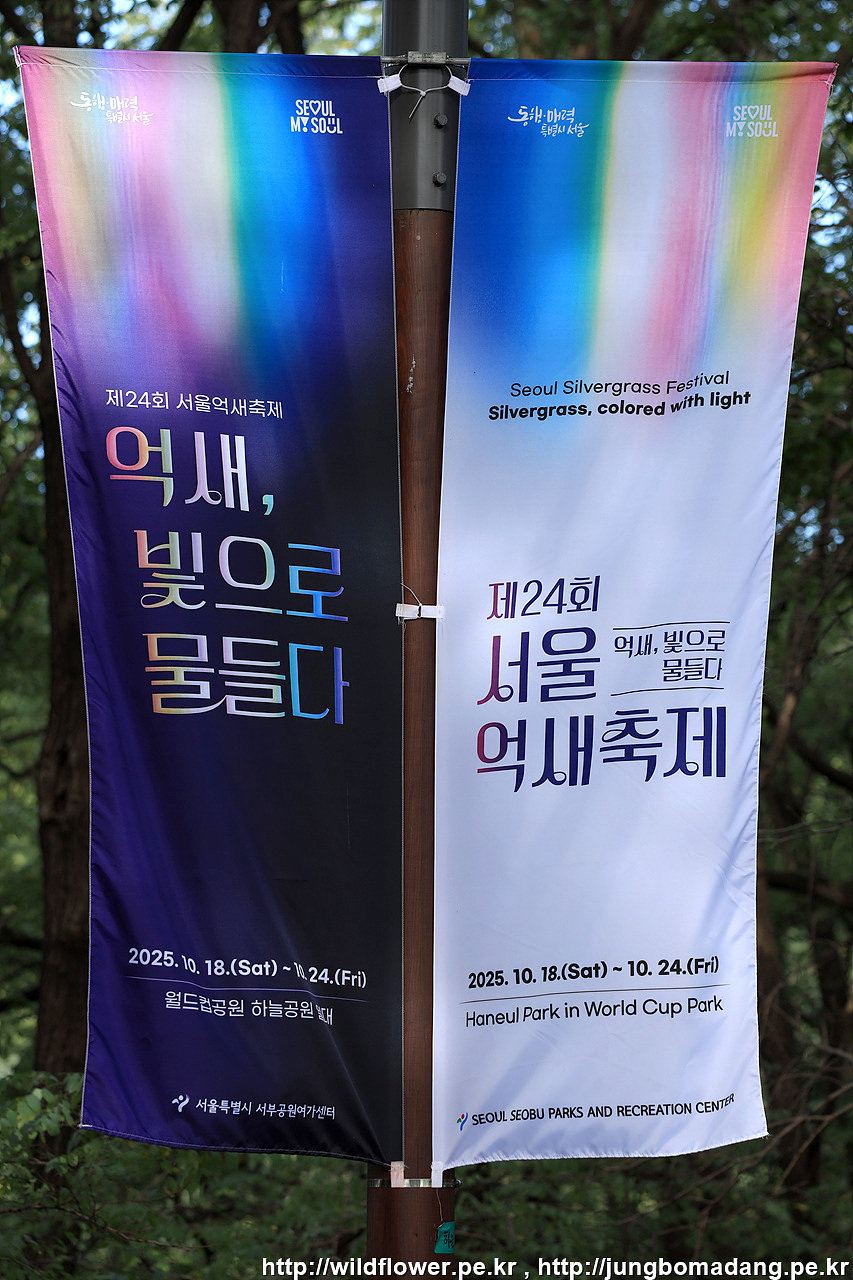 동행·매력
특별시 서울
SEOUL
MY SOUL
제24회 서울억새축제
억새,
빛으로
물들다
2025. 10. 18.(Sat) ~ 10. 24.(Fri)
월드컵공원 하늘공원 일대
서울특별시 서부공원여가센터
동행·매력
특별시 서울
SEOUL
MY SOUL
Seoul Silvergrass Festival
Silvergrass, colored with light
제24회
서울
억새, 빛으로
물들다
억새축제
2025. 10. 18.(Sat) ~ 10. 24.(Fri)
Haneul Park in World Cup Park
SEOUL SEOBU PARKS AND RECREATION CENTER
http://wildflower.pe.kr , http://jungbomadang.pe.kr